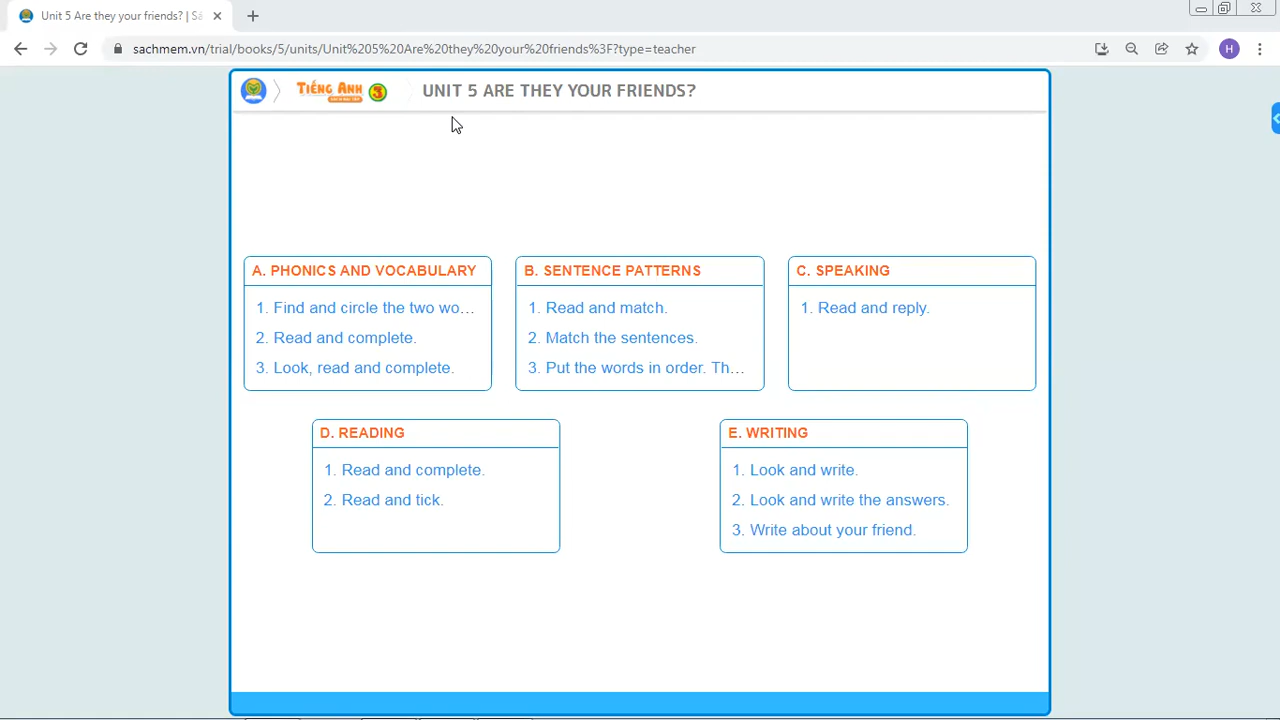 Unit 5 Are they your friends? | Sá
sachmem.vn/trial/books/5/units/Unit%205%20Are%20they%20your%20friends%3F?type=teacher
H
TIẾNG ANH 3
UNIT 5 ARE THEY YOUR FRIENDS?
A. PHONICS AND VOCABULARY
1. Find and circle the two wo...
2. Read and complete.
3. Look, read and complete.
B. SENTENCE PATTERNS
1. Read and match.
2. Match the sentences.
3. Put the words in order. Th...
C. SPEAKING
1. Read and reply.
D. READING
1. Read and complete.
2. Read and tick.
E. WRITING
1. Look and write.
2. Look and write the answers.
3. Write about your friend.